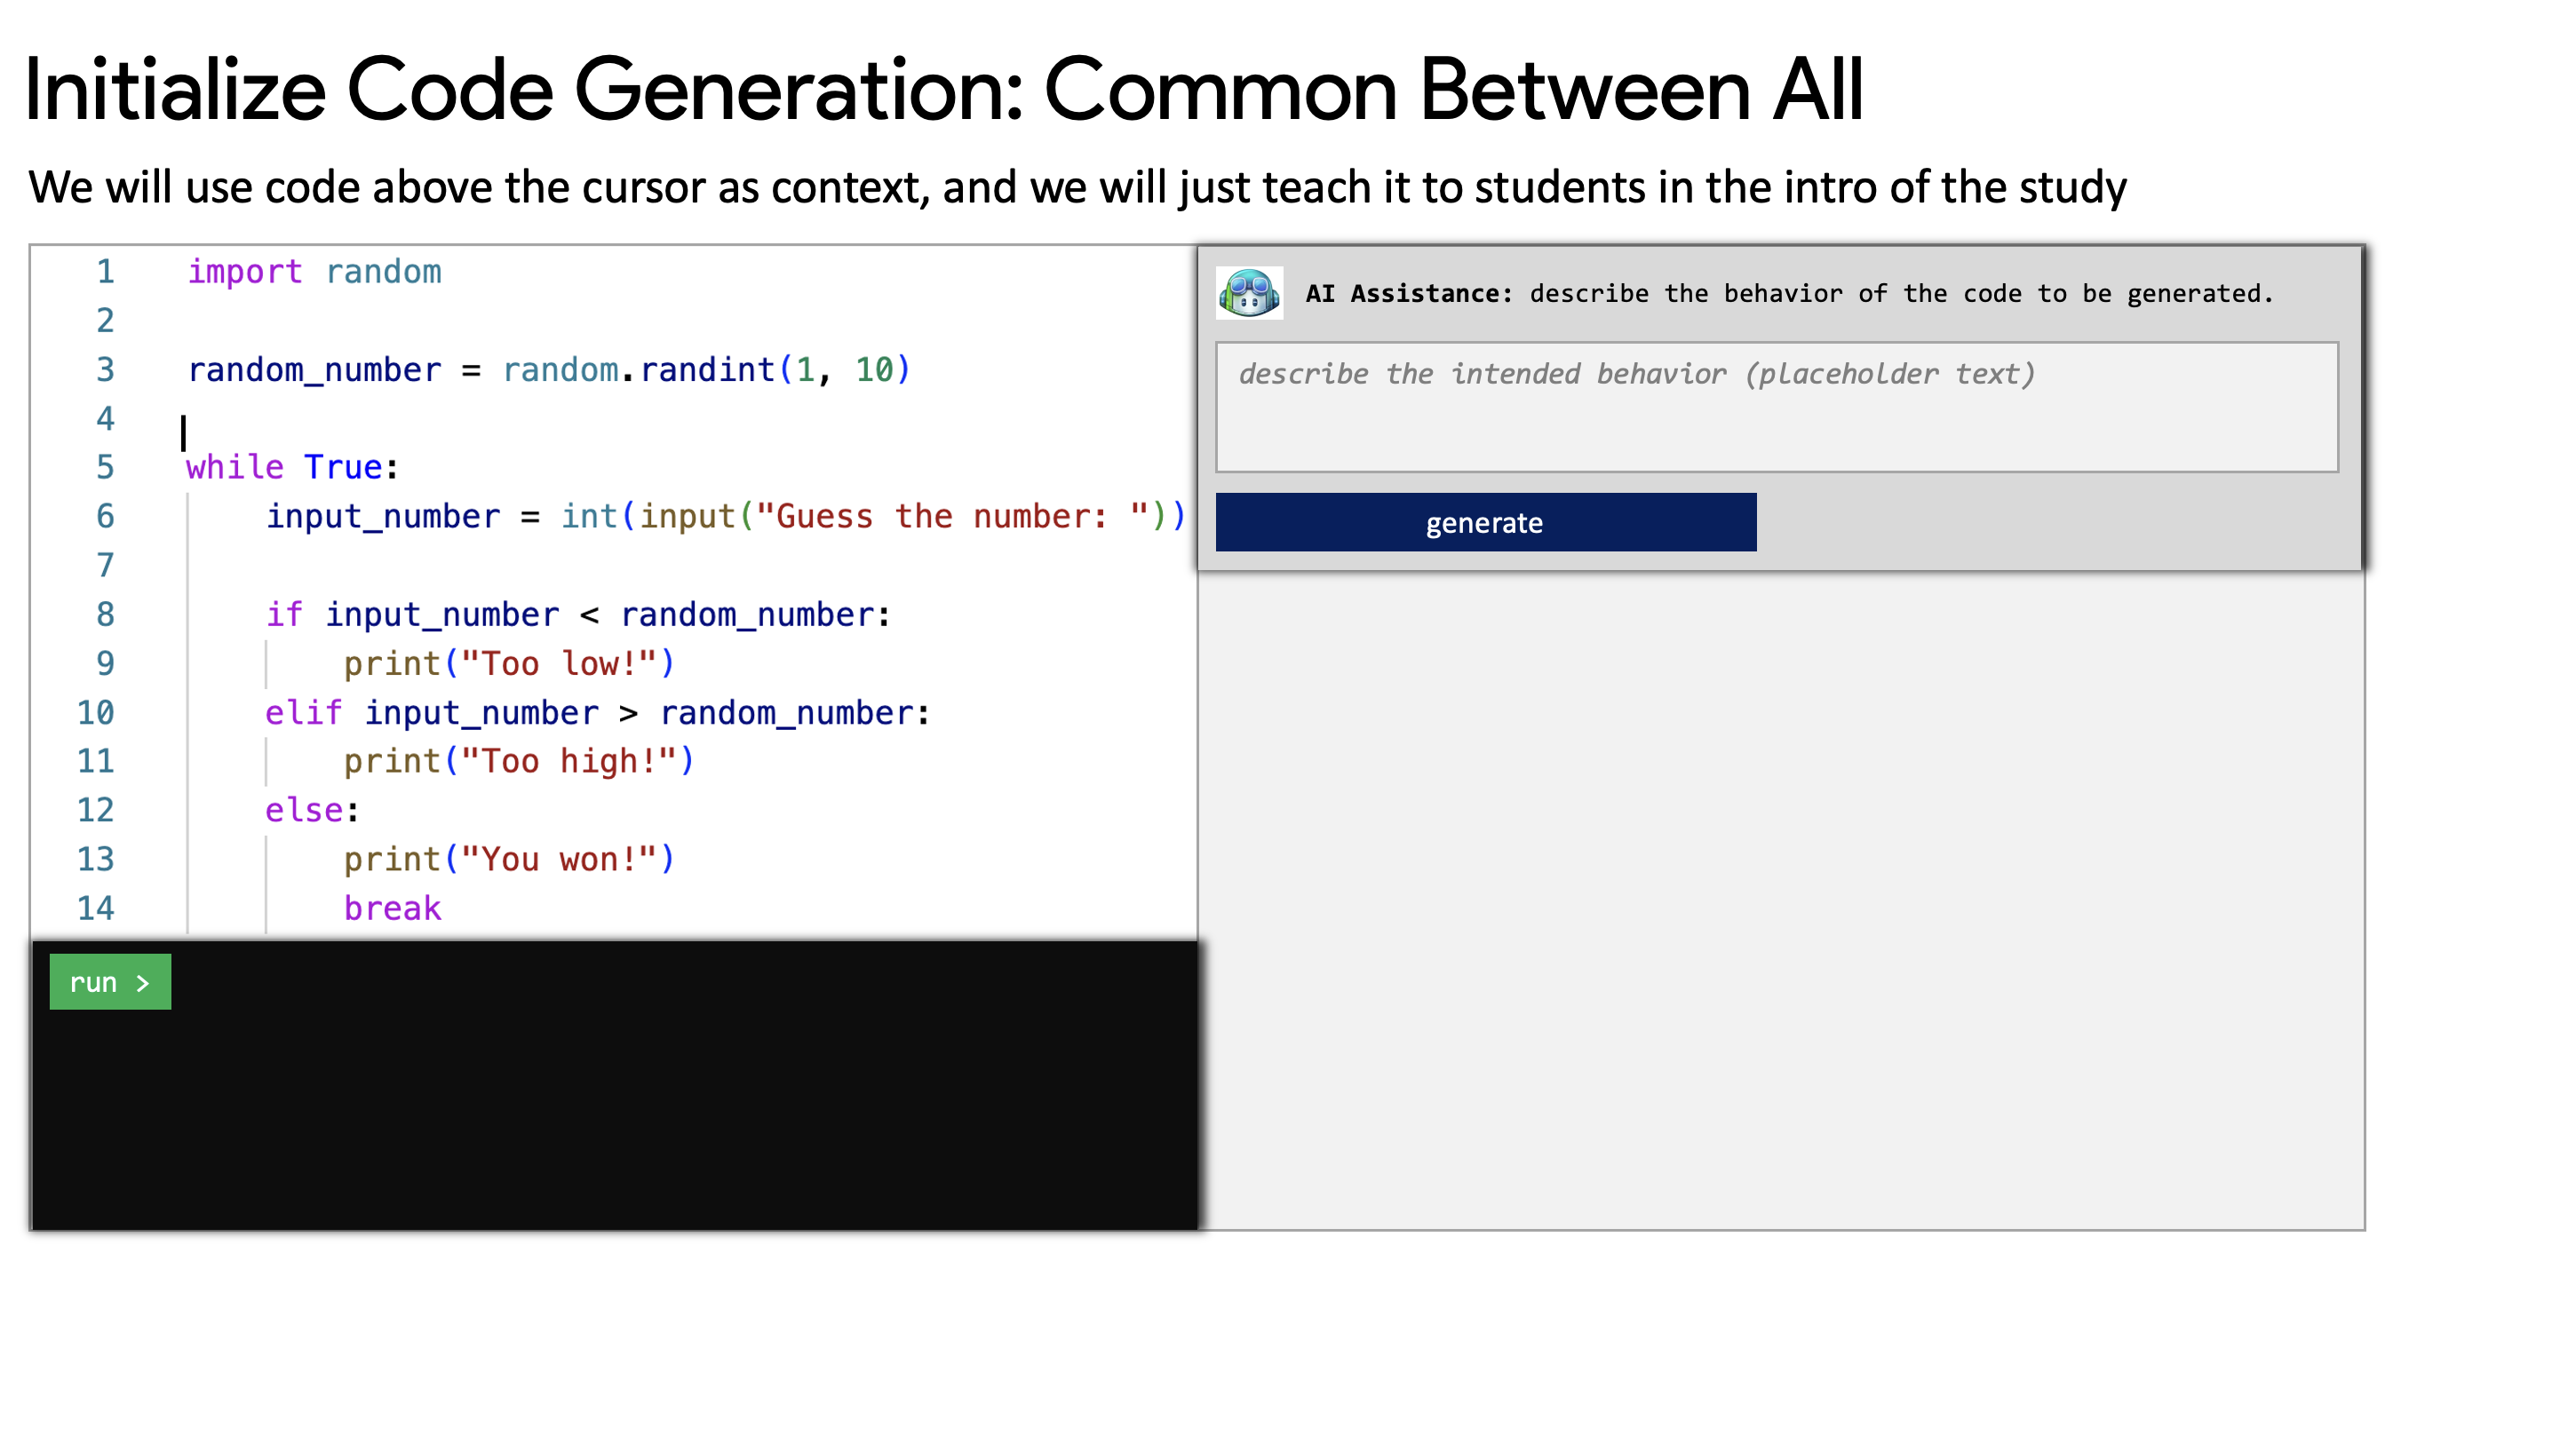 Initialize Code Generation: Common Between All
We will use code above the cursor as context, and we will just teach it to students in the intro of the study
1 import random
2
3 random_number = random.randint(1, 10)
4
5 while True:
6 input_number = int(input("Guess the number: "))
7
8 if input_number < random_number:
9 print("Too low!")
10 elif input_number > random_number:
11 print("Too high!")
12 else:
13 print("You won!")
14 break
run >
AI Assistance: describe the behavior of the code to be generated.
describe the intended behavior (placeholder text)
generate